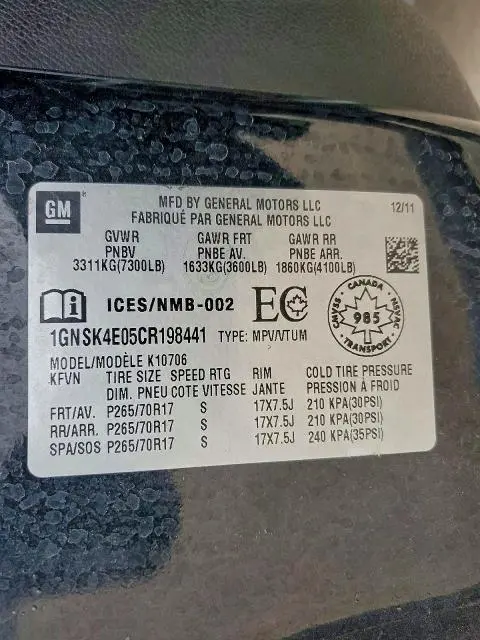 GM
MFD BY GENERAL MOTORS LLC 12/11
FABRIQUÉ PAR GENERAL MOTORS LLC
GVWR GAWR FRT GAWR RR
PNBV PNBE AV. PNBE ARR.
3311KG(7300LB) 1633KG(3600LB) 1860KG(4100LB)
ICES/NMB-002 EC
CANADA
CMVSS 985 NSVAC
TRANSPORT
1GNSK4E05CR198441 TYPE: MPV/VTUM
MODEL/MODÈLE K10706
KFVN TIRE SIZE SPEED RTG RIM COLD TIRE PRESSURE
DIM. PNEU COTE VITESSE JANTE PRESSION À FROID
FRT/AV. P265/70R17 S 17X7.5J 210 KPA(30PSI)
RR/ARR. P265/70R17 S 17X7.5J 210 KPA(30PSI)
SPA/SOS P265/70R17 S 17X7.5J 240 KPA(35PSI)